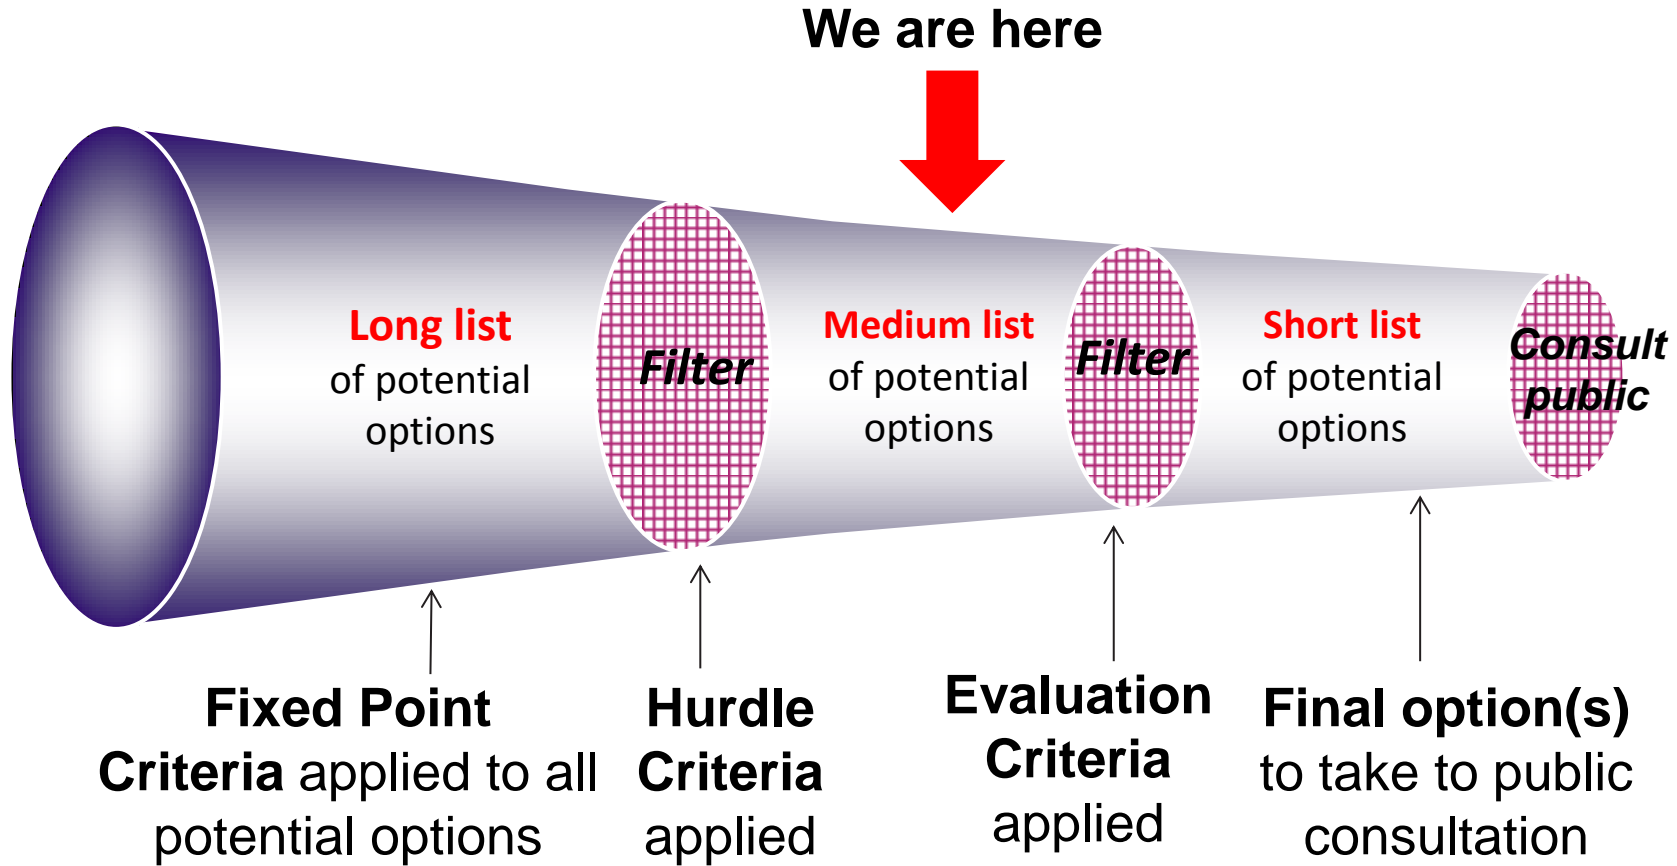 We are here
Long list
of potential
options
Filter
Medium list
of potential
options
Filter
Short list
of potential
options
Consult
public
Fixed Point
Criteria applied to all
potential options
Hurdle
Criteria
applied
Evaluation
Criteria
applied
Final option(s)
to take to public
consultation